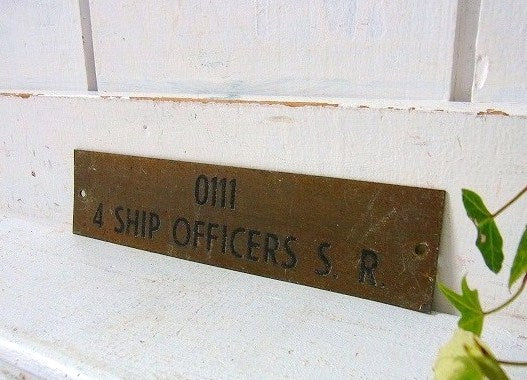 0111
4 SHIP OFFICERS S. R.